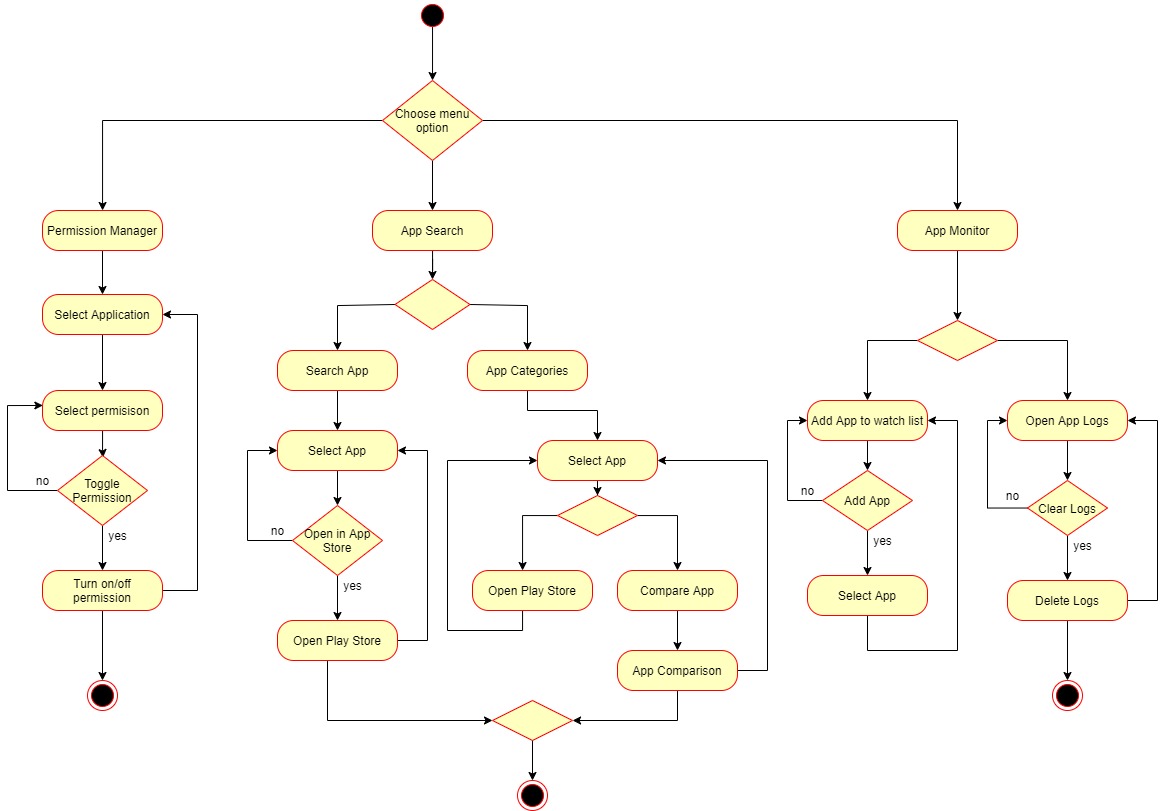 Choose menu
option
Permission Manager
App Search
App Monitor
Select Application
Search App
App Categories
Select permisison
Add App to watch list
Open App Logs
Select App
Select App
no
Toggle
Permission
no
Add App
no
Clear Logs
no
Open in App
Store
yes
yes
yes
yes
Turn on/off
permission
Open Play Store
Compare App
Select App
Delete Logs
Open Play Store
App Comparison